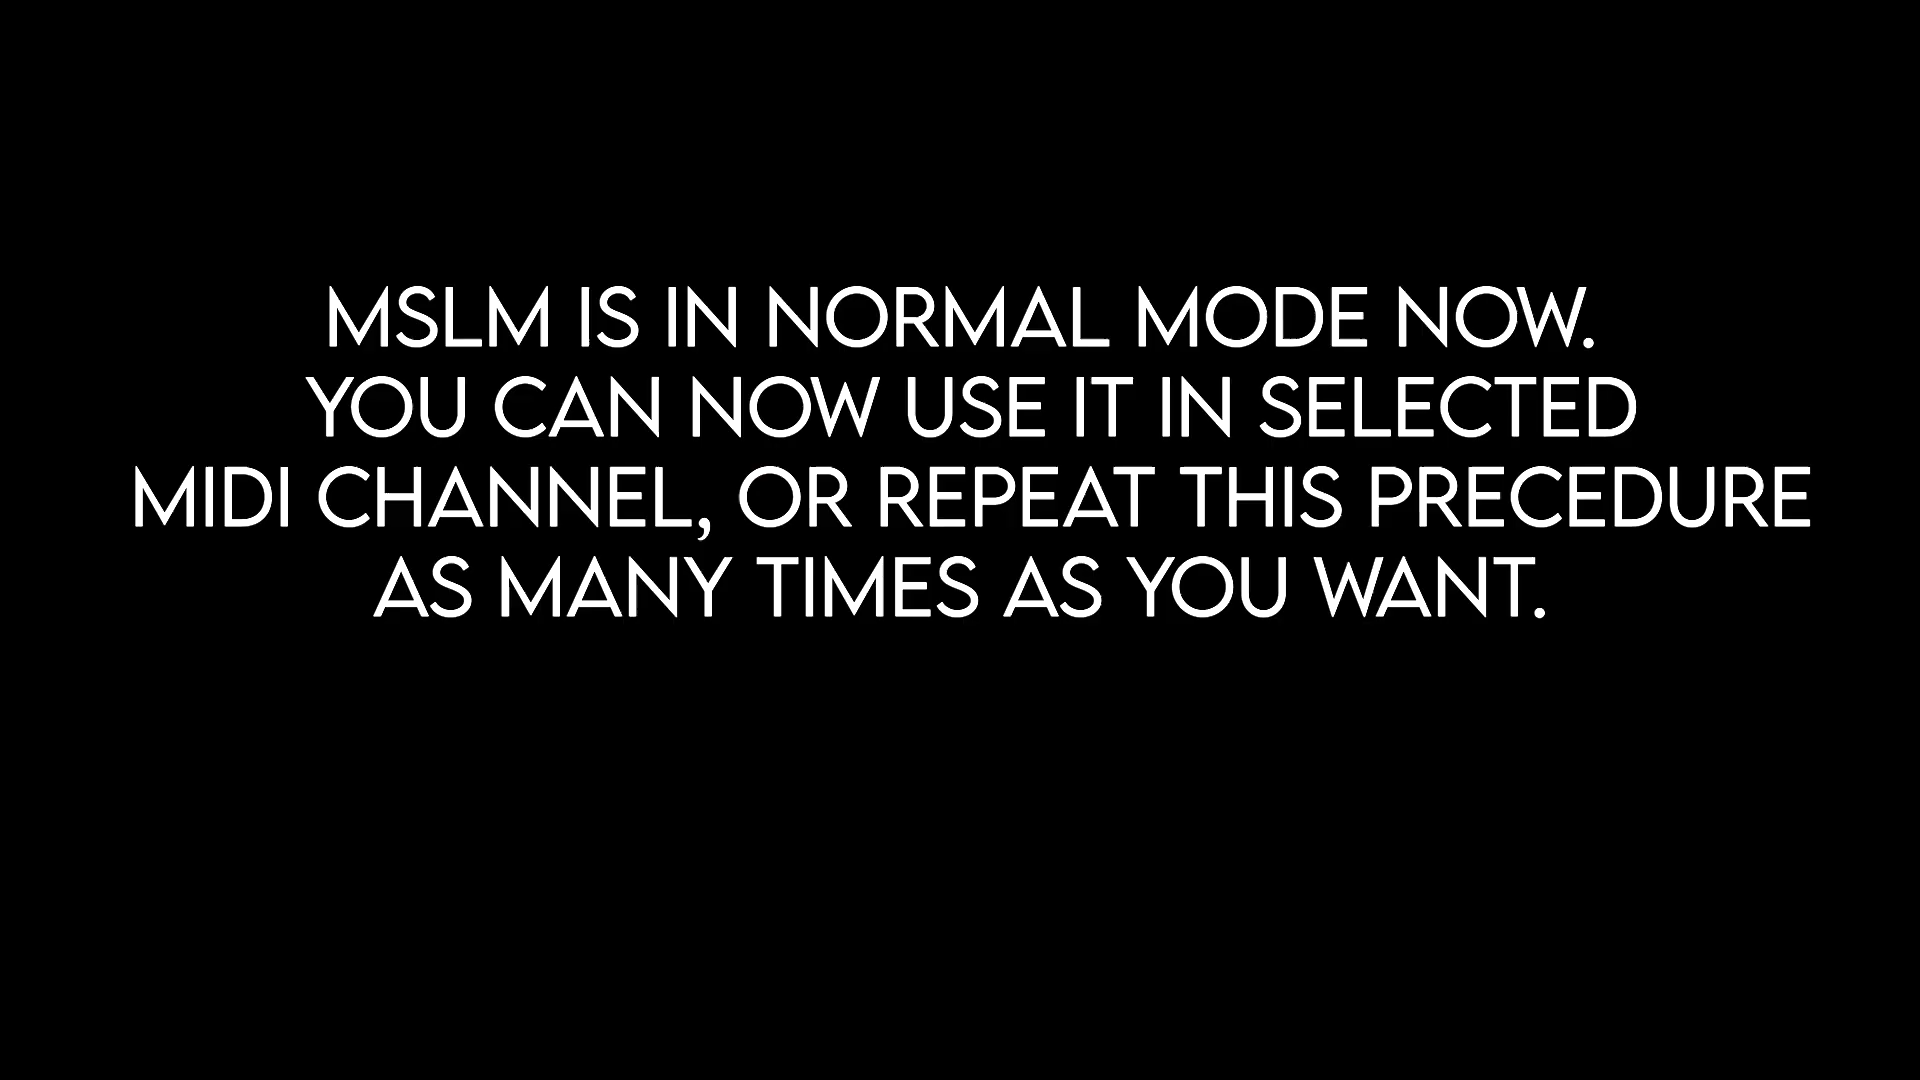 MSLM IS IN NORMAL MODE NOW.
YOU CAN NOW USE IT IN SELECTED
MIDI CHANNEL, OR REPEAT THIS PRECEDURE
AS MANY TIMES AS YOU WANT.